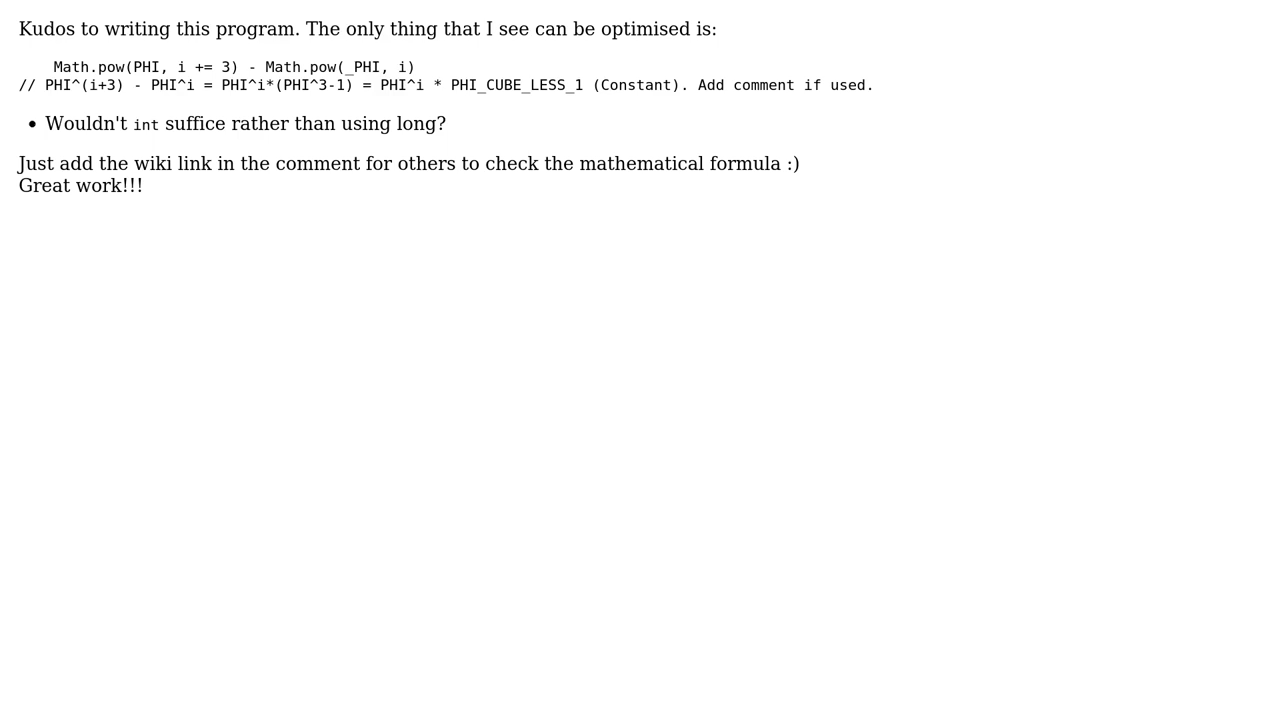 Kudos to writing this program. The only thing that I see can be optimised is:
Math.pow(PHI, i += 3) - Math.pow(_PHI, i)
// PHI^(i+3) - PHI^i = PHI^i*(PHI^3-1) = PHI^i * PHI_CUBE_LESS_1 (Constant). Add comment if used.
• Wouldn't int suffice rather than using long?
Just add the wiki link in the comment for others to check the mathematical formula :)
Great work!!!